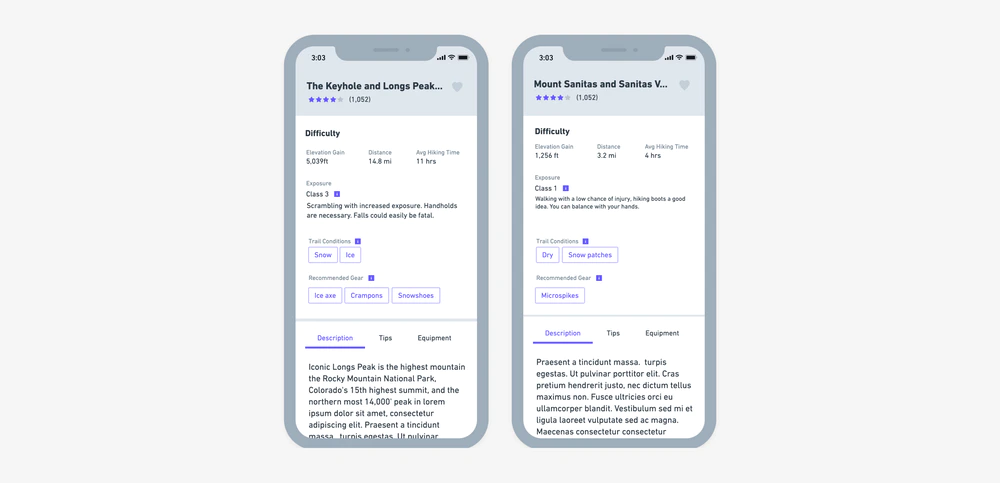 3:03
The Keyhole and Longs Peak...
(1,052)
Difficulty
Elevation Gain Distance Avg Hiking Time
5,039ft 14.8 mi 11 hrs
Exposure
Class 3 i
Scrambling with increased exposure. Handholds
are necessary. Falls could easily be fatal.
Trail Conditions i
Snow Ice
Recommended Gear i
Ice axe Crampons Snowshoes
Description Tips Equipment
Iconic Longs Peak is the highest mountain
the Rocky Mountain National Park,
Colorado's 15th highest summit, and the
northern most 14,000' peak in lorem
ipsum dolor sit amet, consectetur
adipiscing elit. Praesent a tincidunt
massa. turpis egestas. Ut pulvinar
3:03
Mount Sanitas and Sanitas V...
(1,052)
Difficulty
Elevation Gain Distance Avg Hiking Time
1,256 ft 3.2 mi 4 hrs
Exposure
Class 1 i
Walking with a low chance of injury, hiking boots a good
idea. You can balance with your hands.
Trail Conditions i
Dry Snow patches
Recommended Gear i
Microspikes
Description Tips Equipment
Praesent a tincidunt massa. turpis
egestas. Ut pulvinar porttitor elit. Cras
pretium hendrerit justo, nec dictum tellus
maximus non. Fusce ultricies orci eu
ullamcorper blandit. Vestibulum sed mi et
ligula laoreet vulputate sed ac magna.
Maecenas consectetur consectetur